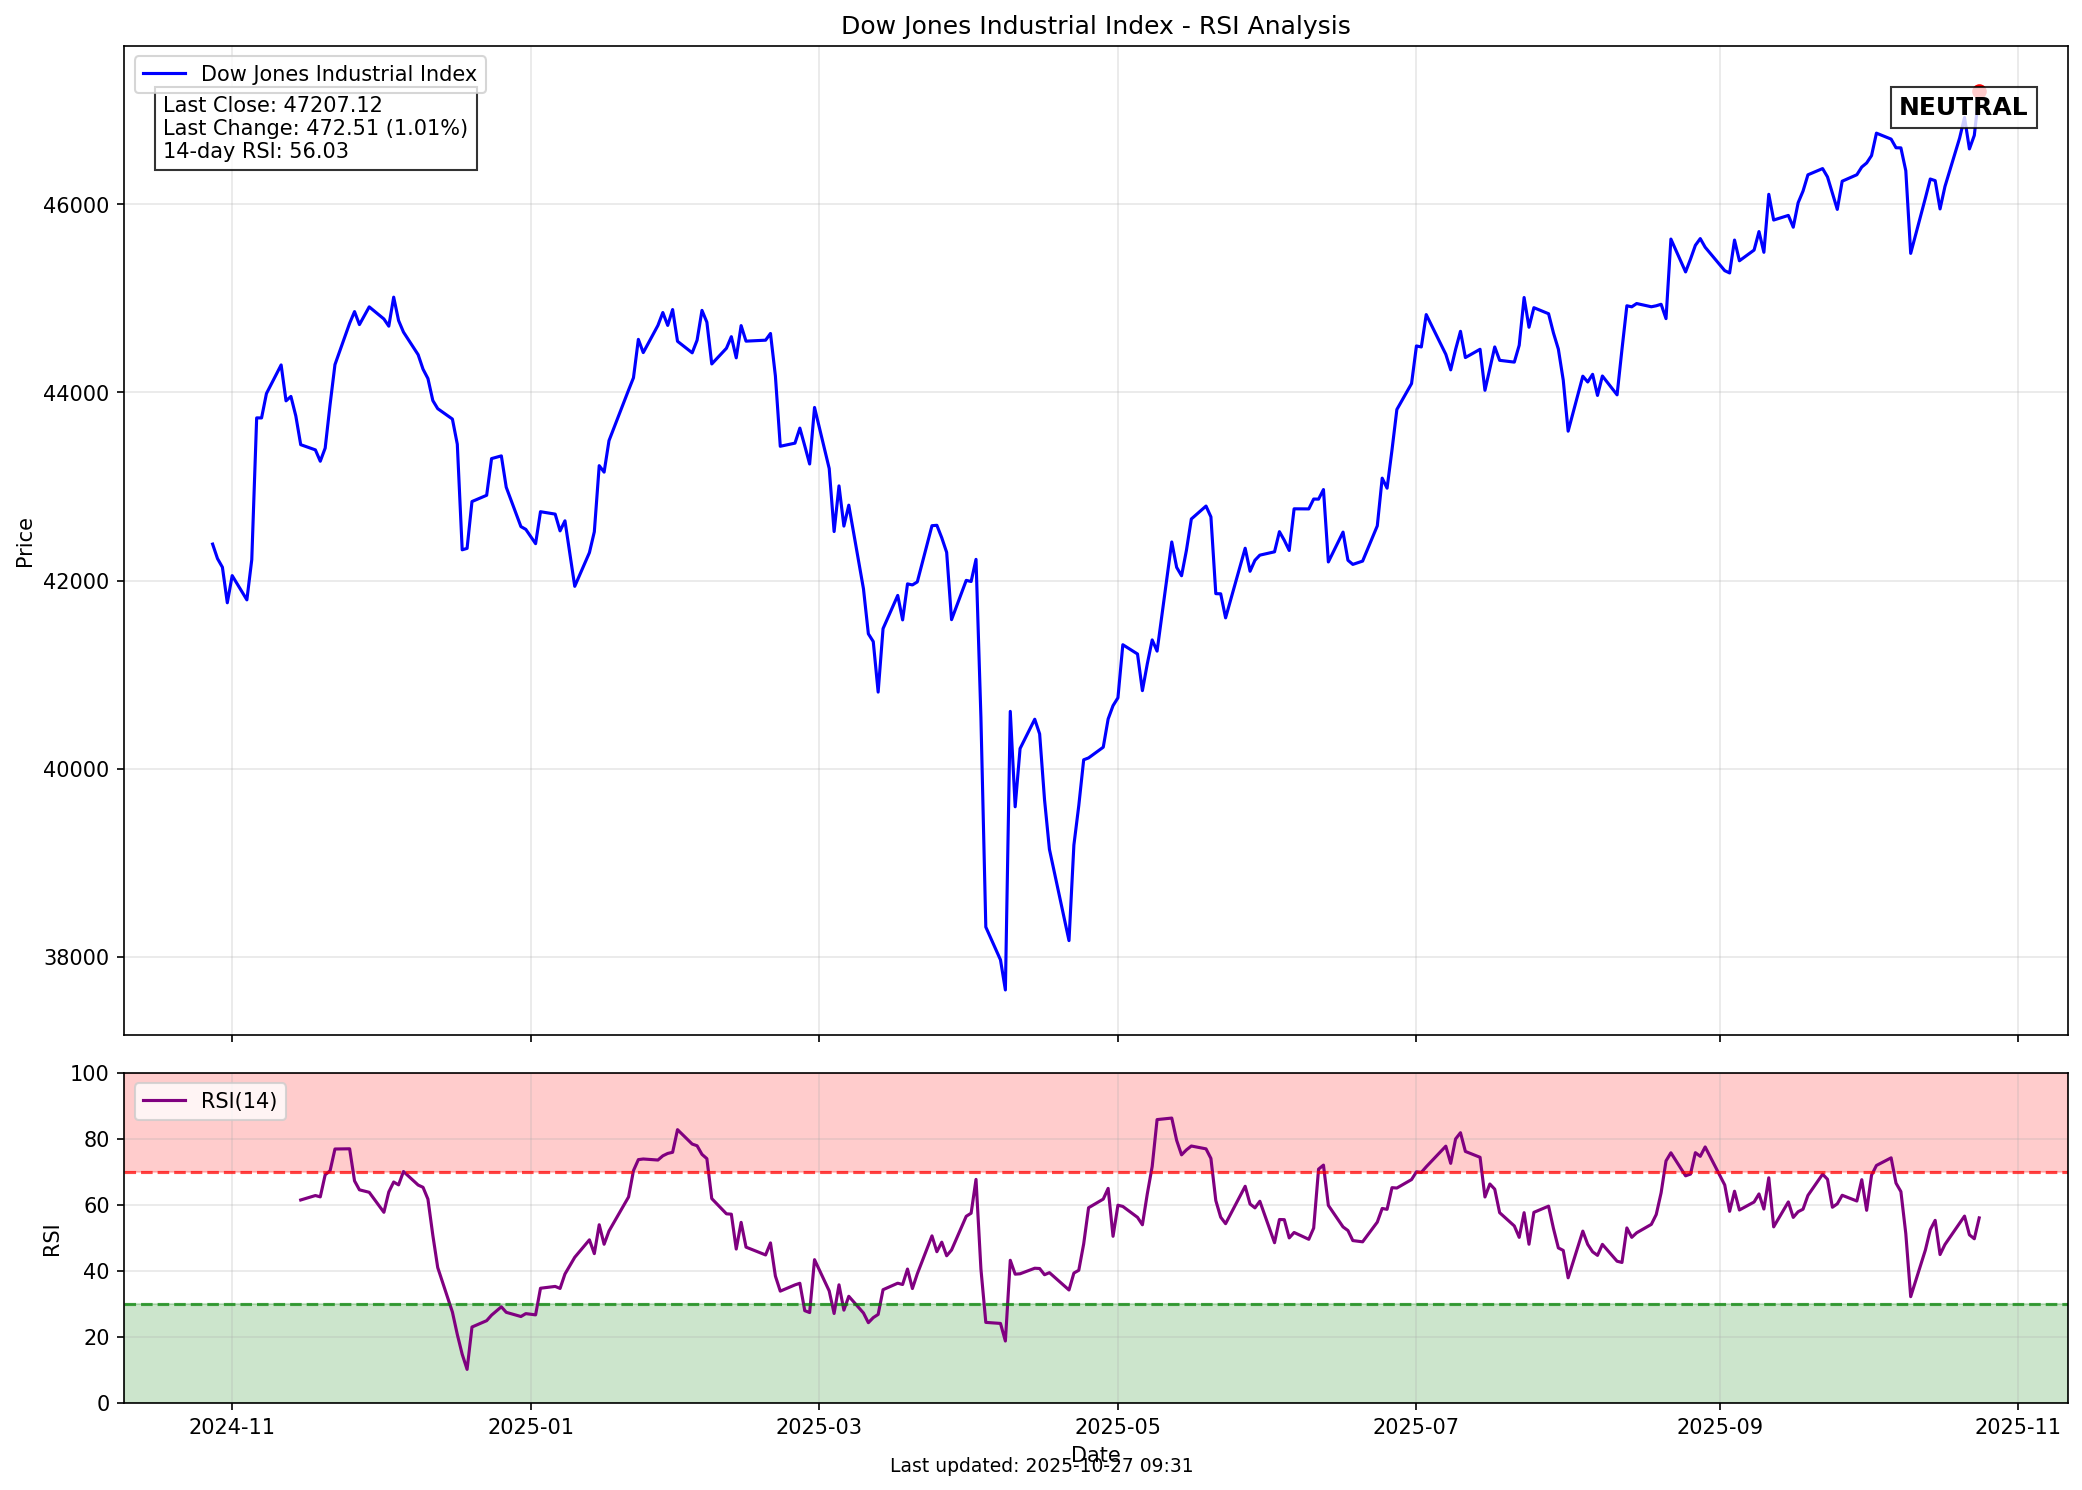 Dow Jones Industrial Index - RSI Analysis
Dow Jones Industrial Index
Last Close: 47207.12
Last Change: 472.51 (1.01%)
14-day RSI: 56.03
NEUTRAL
Price
46000
44000
42000
40000
38000
RSI(14)
RSI
100
80
60
40
20
0
2024-11
2025-01
2025-03
2025-05
2025-07
2025-09
2025-11
Date
Last updated: 2025-10-27 09:31